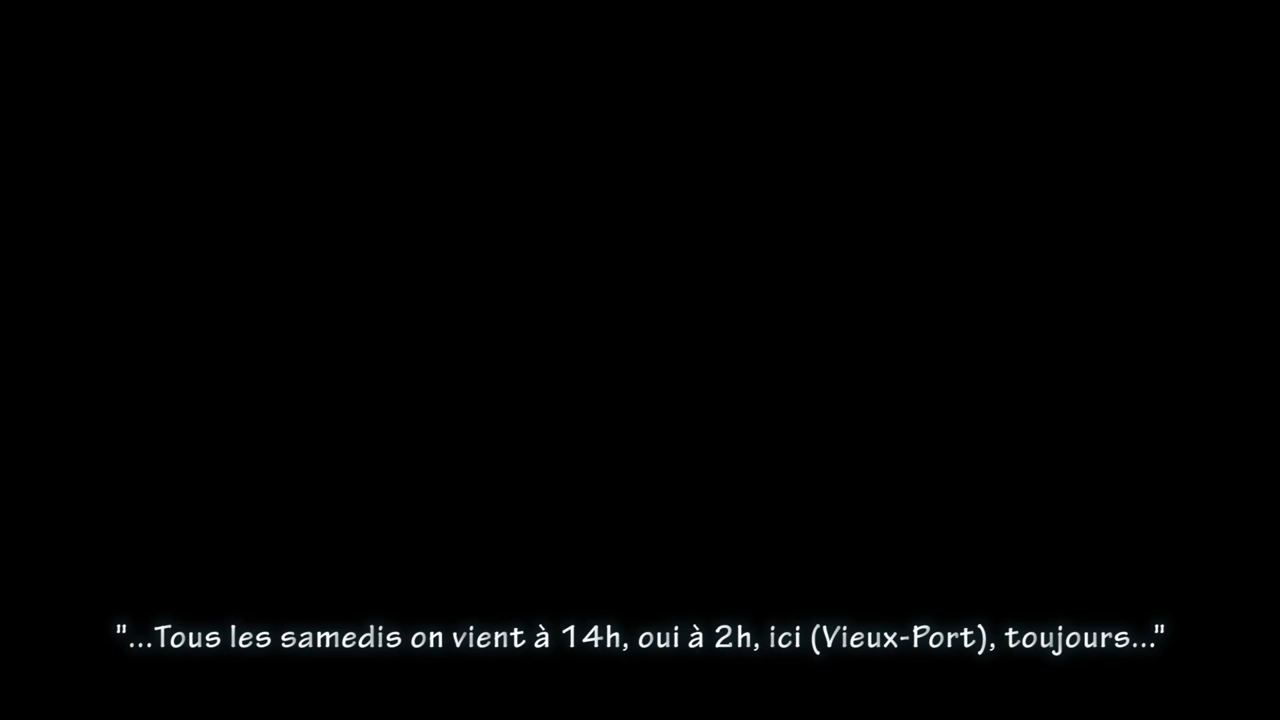 "...Tous les samedis on vient à 14h, oui à 2h, ici (Vieux-Port), toujours..."